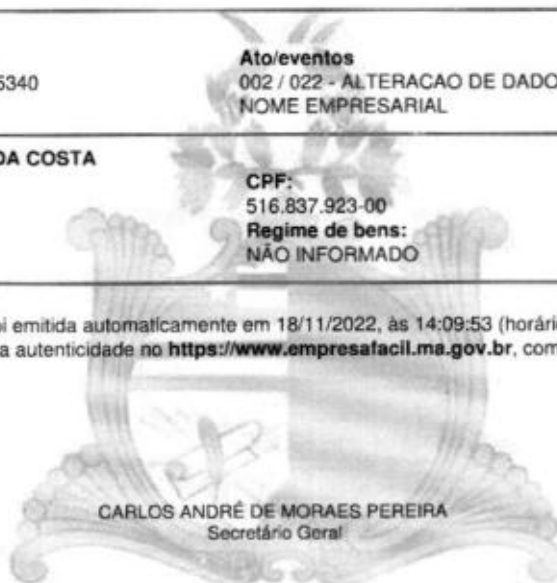 Ato/eventos
5340 002 / 022 - ALTERACAO DE DADO
NOME EMPRESARIAL
DA COSTA
CPF:
516.837.923-00
Regime de bens:
NÃO INFORMADO
oi emitida automaticamente em 18/11/2022, às 14:09:53 (horári
a autenticidade no https://www.empresafacil.ma.gov.br, com
CARLOS ANDRÉ DE MORAES PEREIRA
Secretário Geral